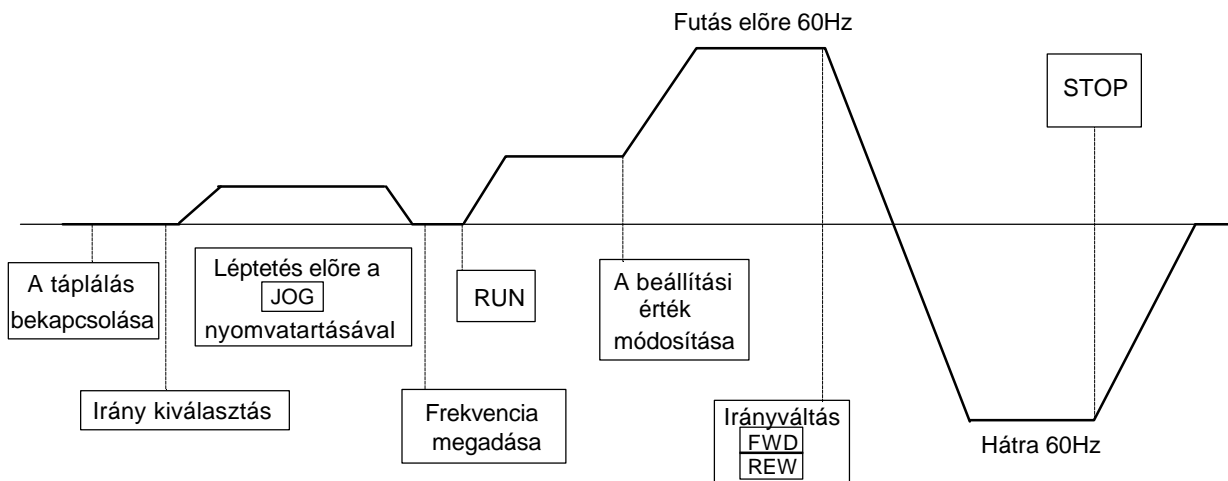 Futás elõre 60Hz
STOP
A táplálás
bekapcsolása
Léptetés elõre a
JOG
nyomvatartásával
RUN
A beállítási
érték
módosítása
Irány kiválasztás
Frekvencia
megadása
Irányváltás
FWD
REW
Hátra 60Hz